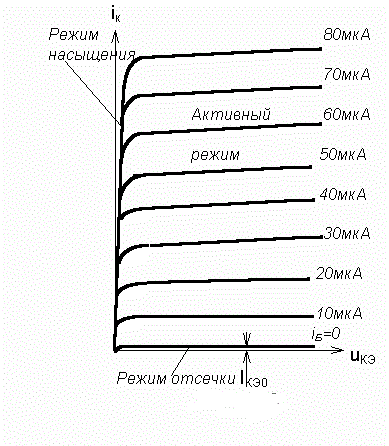 iк
80мкА
Режим
насыщения
70мкА
Активный
60мкА
режим
50мкА
40мкА
30мкА
20мкА
10мкА
iБ=0
uКЭ
Режим отсечки
IКЭ0